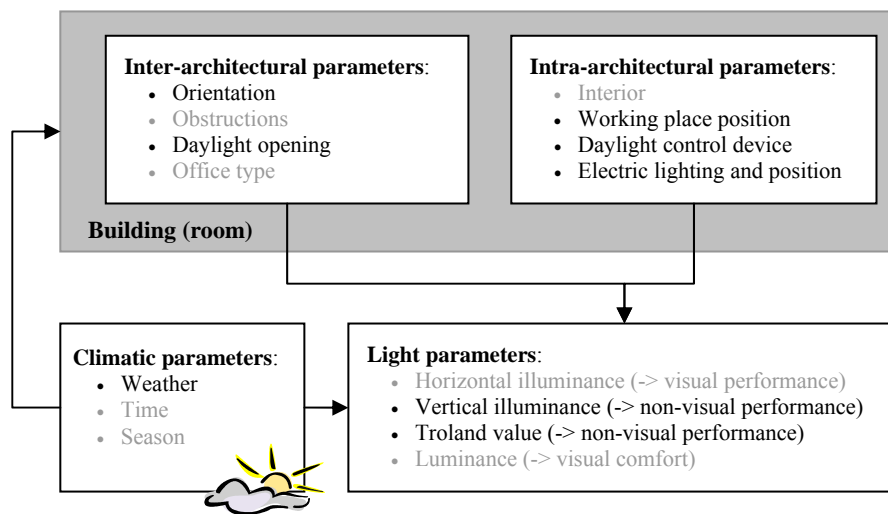 Inter-architectural parameters:
• Orientation
• Obstructions
• Daylight opening
• Office type
Intra-architectural parameters:
• Interior
• Working place position
• Daylight control device
• Electric lighting and position
Building (room)
Climatic parameters:
• Weather
• Time
• Season
Light parameters:
• Horizontal illuminance (-> visual performance)
• Vertical illuminance (-> non-visual performance)
• Troland value (-> non-visual performance)
• Luminance (-> visual comfort)